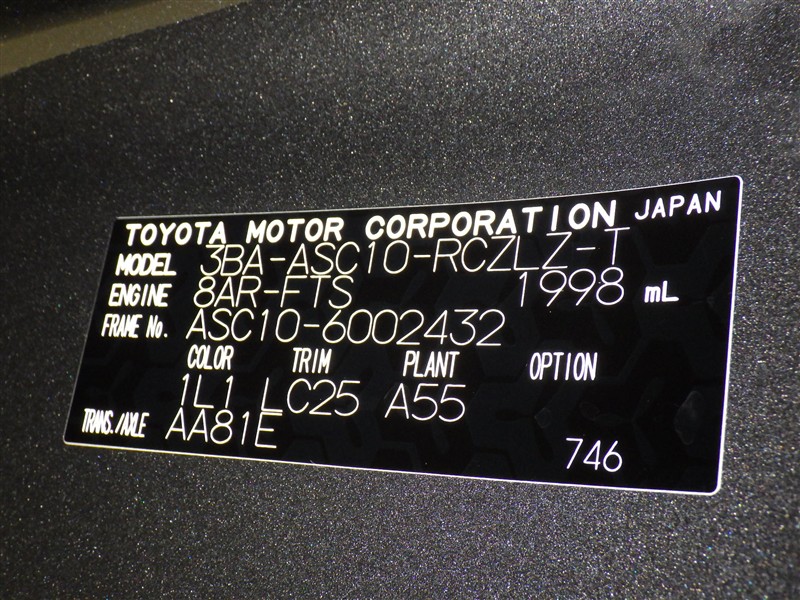 TOYOTA MOTOR CORPORATION JAPAN
MODEL 3BA-ASC10-RCZLZ-T
ENGINE 8AR-FTS 1998 mL
FRAME No. ASC10-6002432
COLOR TRIM PLANT OPTION
1L1 LC25 A55
TRANS./AXLE AA81E
746